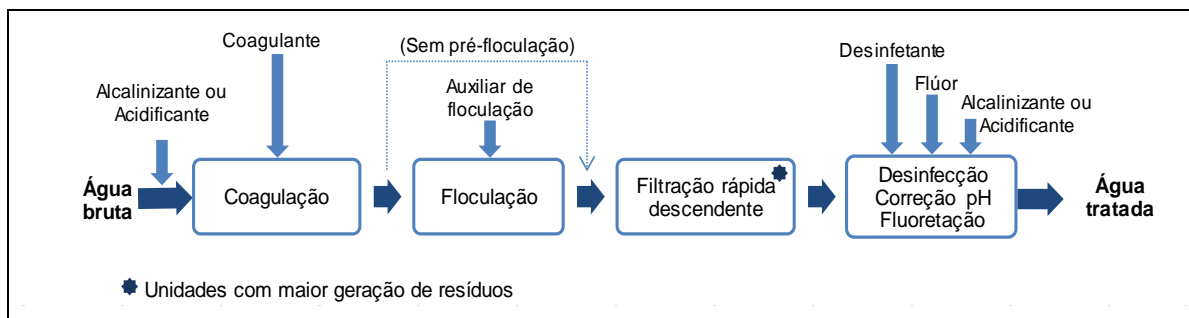 Coagulante
(Sem pré-floculação)
Desinfetante
Flúor
Alcalinizante ou
Acidificante
Auxiliar de
floculação
Alcalinizante ou
Acidificante
Água
bruta
Coagulação
Floculação
Filtração rápida
descendente
Desinfecção
Correção pH
Fluoretação
Água
tratada
Unidades com maior geração de resíduos